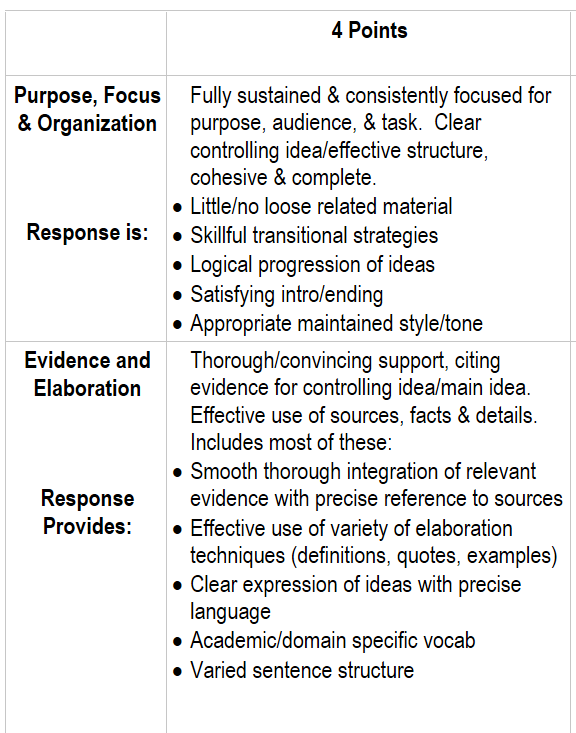 4 Points
Purpose, Focus
& Organization
Response is:
Fully sustained & consistently focused for
purpose, audience, & task.  Clear
controlling idea/effective structure,
cohesive & complete.
● Little/no loose related material
● Skillful transitional strategies
● Logical progression of ideas
● Satisfying intro/ending
● Appropriate maintained style/tone
Evidence and
Elaboration
Response
Provides:
Thorough/convincing support, citing
evidence for controlling idea/main idea.
Effective use of sources, facts & details.
Includes most of these:
● Smooth thorough integration of relevant
evidence with precise reference to sources
● Effective use of variety of elaboration
techniques (definitions, quotes, examples)
● Clear expression of ideas with precise
language
● Academic/domain specific vocab
● Varied sentence structure